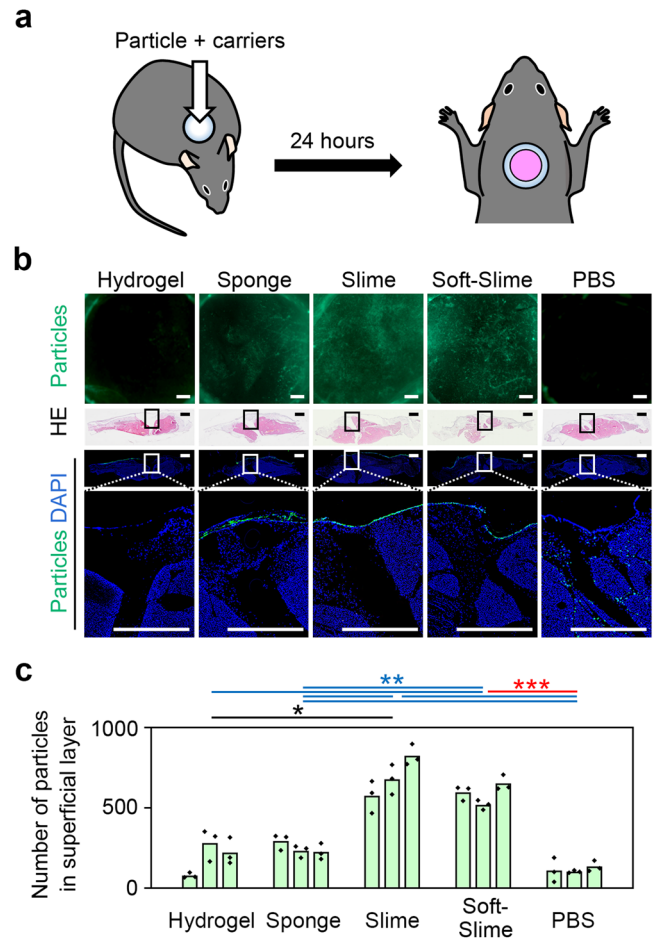 a
Particle + carriers
24 hours
b
Hydrogel Sponge Slime Soft-Slime PBS
Particles
HE
Particles DAPI
c
** ***
*
Number of particles
in superficial layer
1000
500
0
Hydrogel Sponge Slime Soft-
Slime PBS